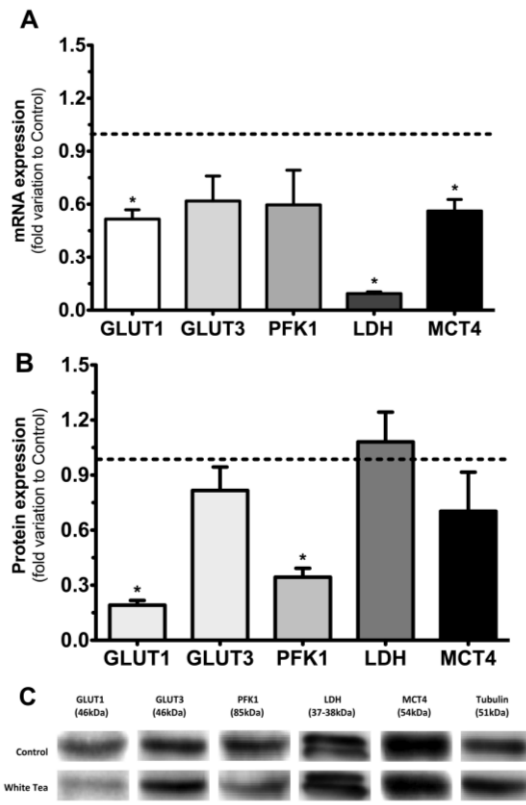 A
mRNA expression
(fold variation to Control)
1.5
1.2
0.9
0.6
0.3
0.0
*
*
*
GLUT1 GLUT3 PFK1 LDH MCT4
B
Protein expression
(fold variation to Control)
1.5
1.2
0.9
0.6
0.3
0.0
*
*
GLUT1 GLUT3 PFK1 LDH MCT4
C
GLUT1 GLUT3 PFK1 LDH MCT4 Tubulin
(46kDa) (46kDa) (85kDa) (37-38kDa) (54kDa) (51kDa)
Control
White Tea